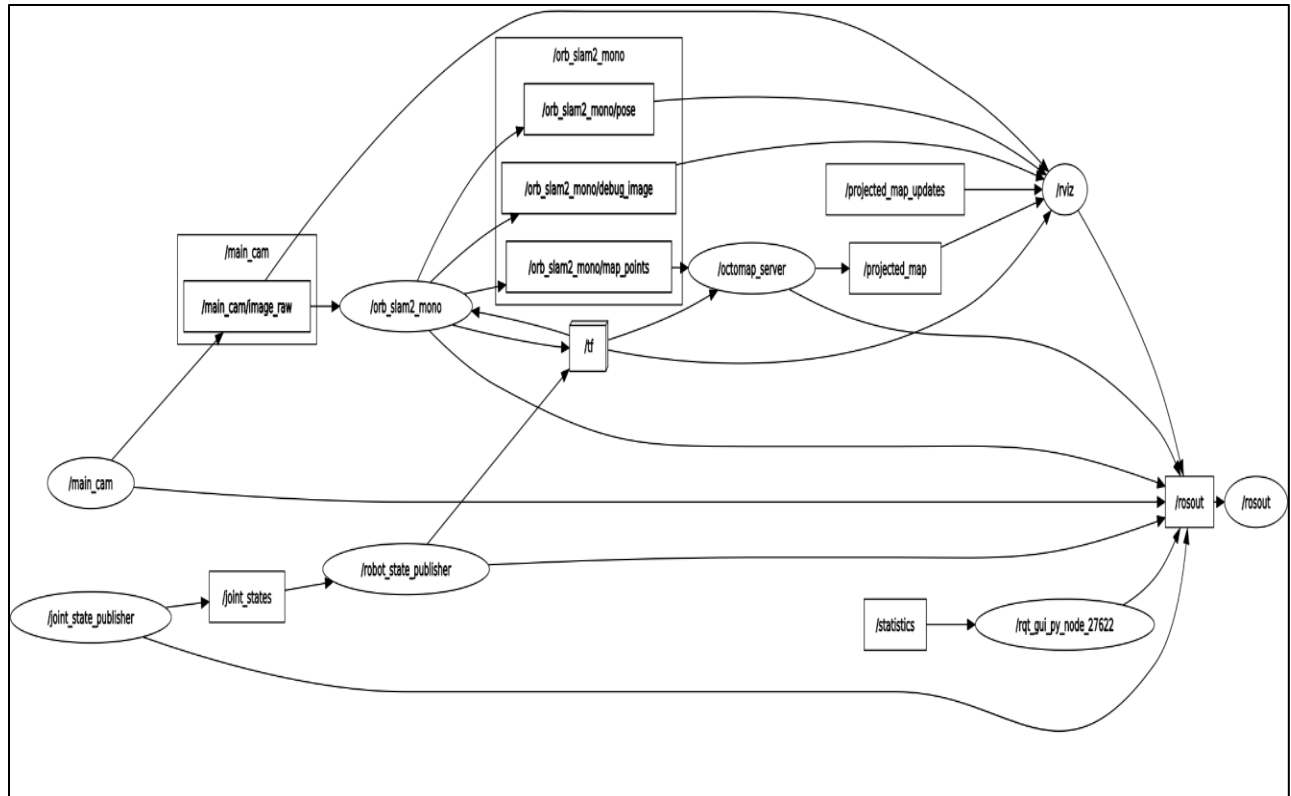 /orb_slam2_mono
/orb_slam2_mono/pose
/orb_slam2_mono/debug_image
/projected_map_updates
/rviz
/main_cam
/orb_slam2_mono/map_points
/octomap_server
/projected_map
/main_cam/image_raw
/orb_slam2_mono
/tf
/main_cam
/rosout
/rosout
/robot_state_publisher
/joint_states
/joint_state_publisher
/statistics
/rqt_gui_py_node_27622